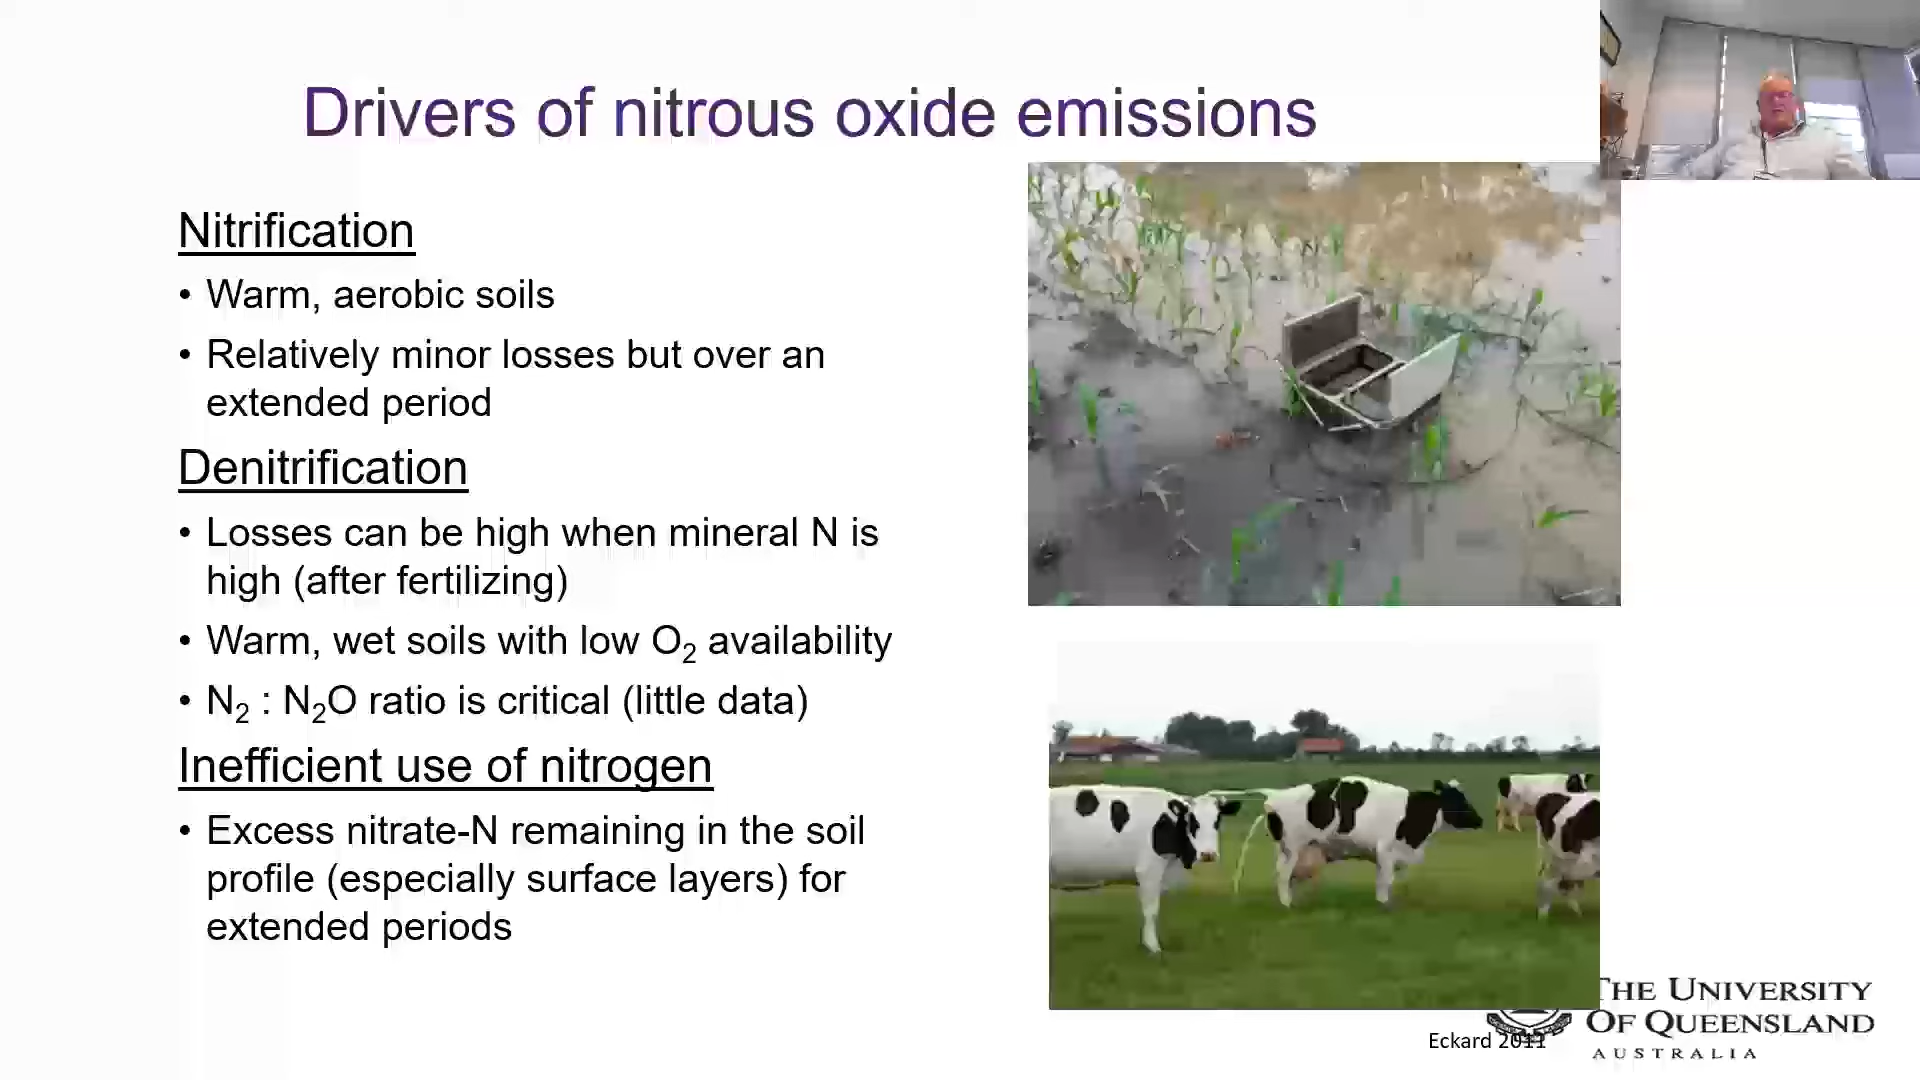 Drivers of nitrous oxide emissions
Nitrification
• Warm, aerobic soils
• Relatively minor losses but over an
extended period
Denitrification
• Losses can be high when mineral N is
high (after fertilizing)
• Warm, wet soils with low O₂ availability
• N₂ : N₂O ratio is critical (little data)
Inefficient use of nitrogen
• Excess nitrate-N remaining in the soil
profile (especially surface layers) for
extended periods
Eckard 2011
THE UNIVERSITY
OF QUEENSLAND
AUSTRALIA